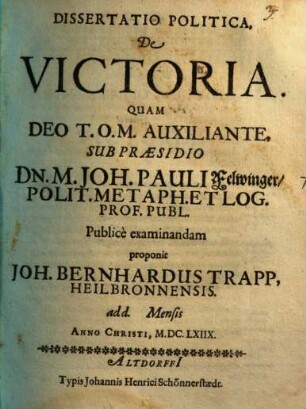 DISSERTATIO POLITICA,
De
VICTORIA.
QUAM
DEO T.O.M. AUXILIANTE,
SUB PRÆSIDIO
DN. M. JOH. PAULI Felwinger/
POLIT. METAPH. ET LOG.
PROF. PUBL.
Publicè examinandam
proponit
JOH. BERNHARDUS TRAPP,
HEILBRONNENSIS.
add. Mensis
ANNO CHRISTI, M.DC.LXIIX.
ALTDORFFI
Typis Johannis Henrici Schönnerstædt.